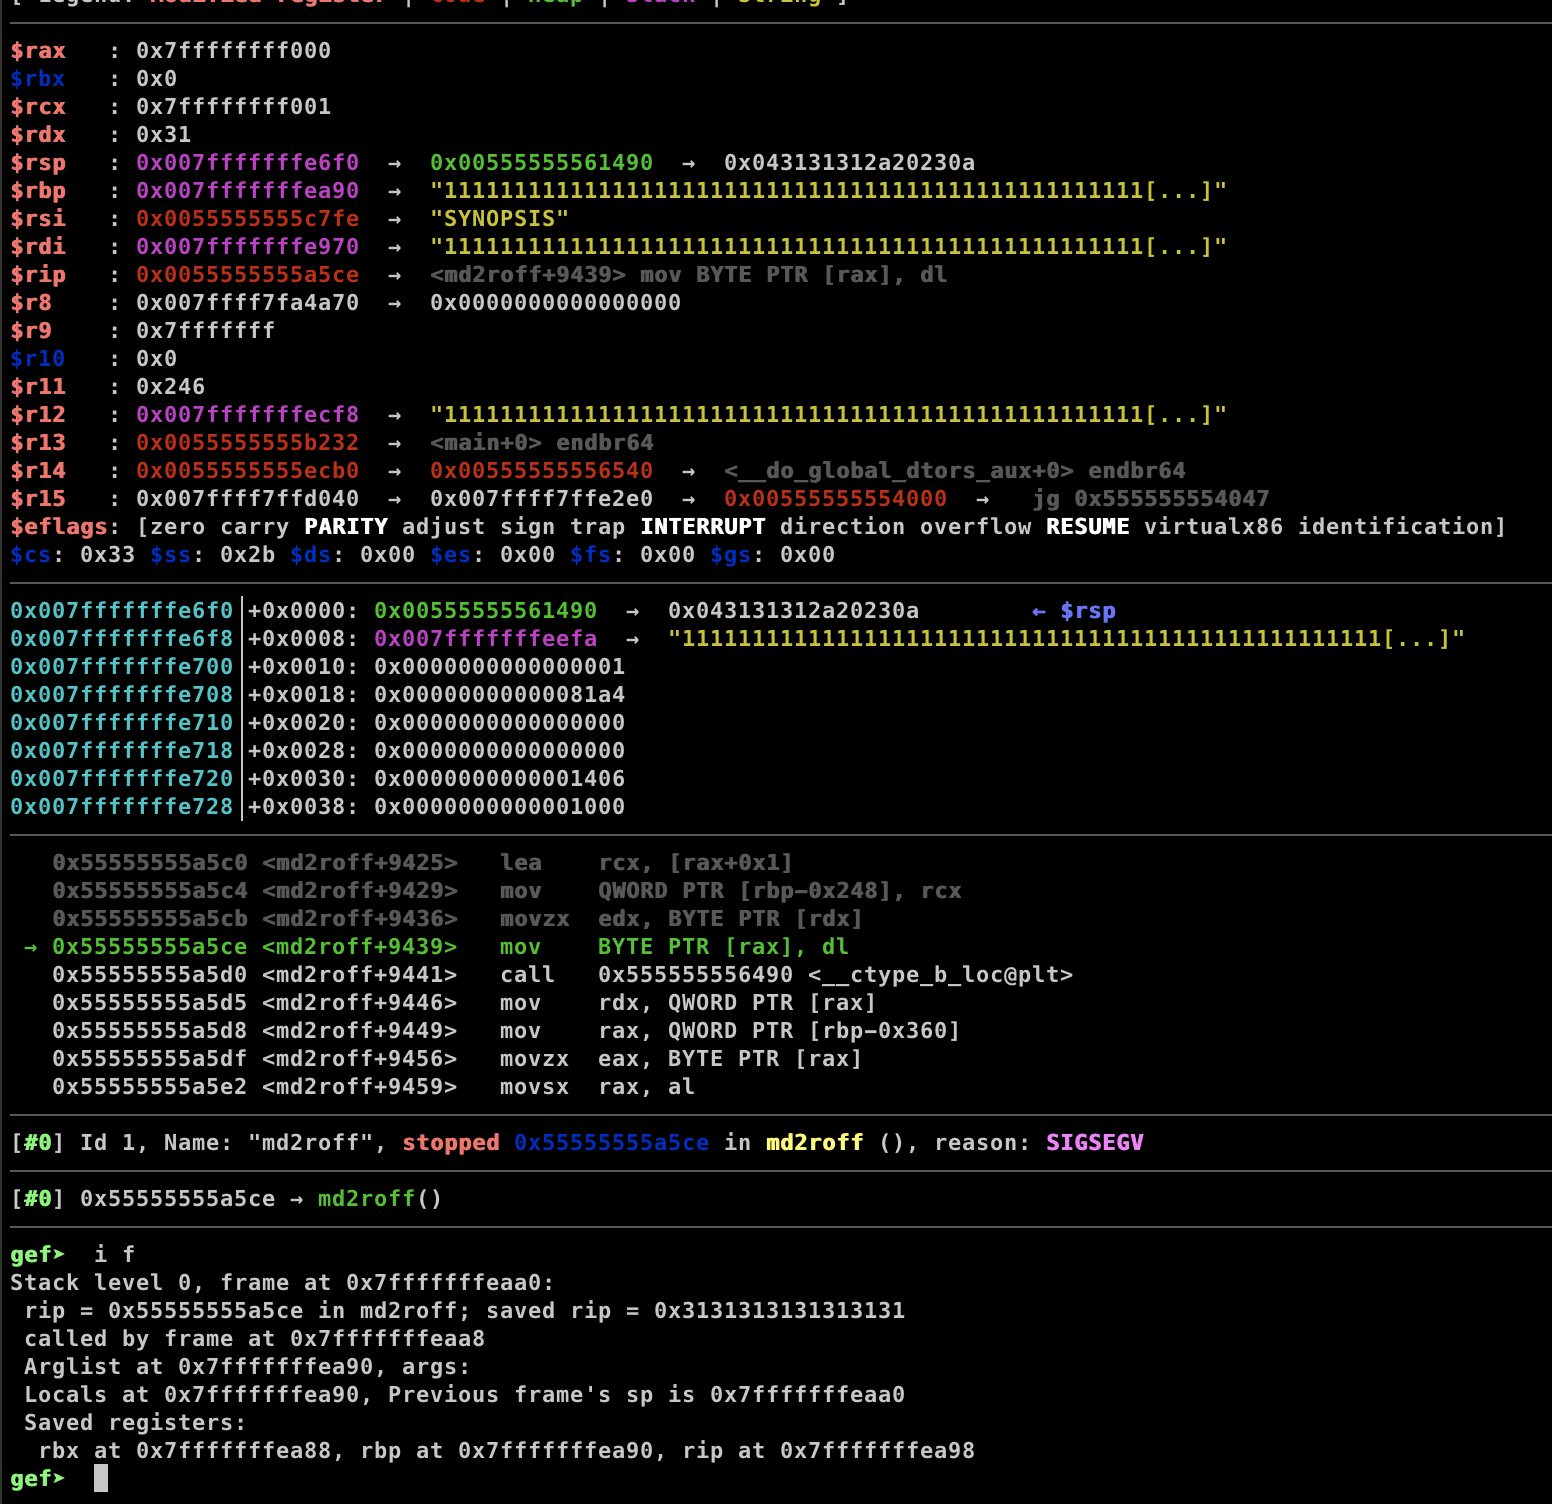 [ Legend: Modified register | Code | Heap | Stack | String ]
$rax   : 0x7ffffffff000
$rbx   : 0x0
$rcx   : 0x7ffffffff001
$rdx   : 0x31
$rsp   : 0x007fffffffe6f0  →  0x00555555561490  →  0x043131312a20230a
$rbp   : 0x007fffffffea90  →  "11111111111111111111111111111111111111111111111111[...]"
$rsi   : 0x0055555555c7fe  →  "SYNOPSIS"
$rdi   : 0x007fffffffe970  →  "11111111111111111111111111111111111111111111111111[...]"
$rip   : 0x0055555555a5ce  →  <md2roff+9439> mov BYTE PTR [rax], dl
$r8    : 0x007ffff7fa4a70  →  0x0000000000000000
$r9    : 0x7fffffff
$r10   : 0x0
$r11   : 0x246
$r12   : 0x007fffffffecf8  →  "11111111111111111111111111111111111111111111111111[...]"
$r13   : 0x0055555555b232  →  <main+0> endbr64
$r14   : 0x0055555555ecb0  →  0x00555555556540  →  <__do_global_dtors_aux+0> endbr64
$r15   : 0x007ffff7ffd040  →  0x007ffff7ffe2e0  →  0x00555555554000  →   jg 0x555555554047
$eflags: [zero carry PARITY adjust sign trap INTERRUPT direction overflow RESUME virtualx86 identification]
$cs: 0x33 $ss: 0x2b $ds: 0x00 $es: 0x00 $fs: 0x00 $gs: 0x00
0x007fffffffe6f0│+0x0000: 0x00555555561490  →  0x043131312a20230a        ← $rsp
0x007fffffffe6f8│+0x0008: 0x007fffffffeefa  →  "11111111111111111111111111111111111111111111111111[...]"
0x007fffffffe700│+0x0010: 0x0000000000000001
0x007fffffffe708│+0x0018: 0x00000000000081a4
0x007fffffffe710│+0x0020: 0x0000000000000000
0x007fffffffe718│+0x0028: 0x0000000000000000
0x007fffffffe720│+0x0030: 0x0000000000001406
0x007fffffffe728│+0x0038: 0x0000000000001000
   0x55555555a5c0 <md2roff+9425>   lea    rcx, [rax+0x1]
   0x55555555a5c4 <md2roff+9429>   mov    QWORD PTR [rbp-0x248], rcx
   0x55555555a5cb <md2roff+9436>   movzx  edx, BYTE PTR [rdx]
 → 0x55555555a5ce <md2roff+9439>   mov    BYTE PTR [rax], dl
   0x55555555a5d0 <md2roff+9441>   call   0x555555556490 <__ctype_b_loc@plt>
   0x55555555a5d5 <md2roff+9446>   mov    rdx, QWORD PTR [rax]
   0x55555555a5d8 <md2roff+9449>   mov    rax, QWORD PTR [rbp-0x360]
   0x55555555a5df <md2roff+9456>   movzx  eax, BYTE PTR [rax]
   0x55555555a5e2 <md2roff+9459>   movsx  rax, al
[#0] Id 1, Name: "md2roff", stopped 0x55555555a5ce in md2roff (), reason: SIGSEGV
[#0] 0x55555555a5ce → md2roff()
gef➤  i f
Stack level 0, frame at 0x7fffffffeaa0:
 rip = 0x55555555a5ce in md2roff; saved rip = 0x3131313131313131
 called by frame at 0x7fffffffeaa8
 Arglist at 0x7fffffffea90, args:
 Locals at 0x7fffffffea90, Previous frame's sp is 0x7fffffffeaa0
 Saved registers:
  rbx at 0x7fffffffea88, rbp at 0x7fffffffea90, rip at 0x7fffffffea98
gef➤